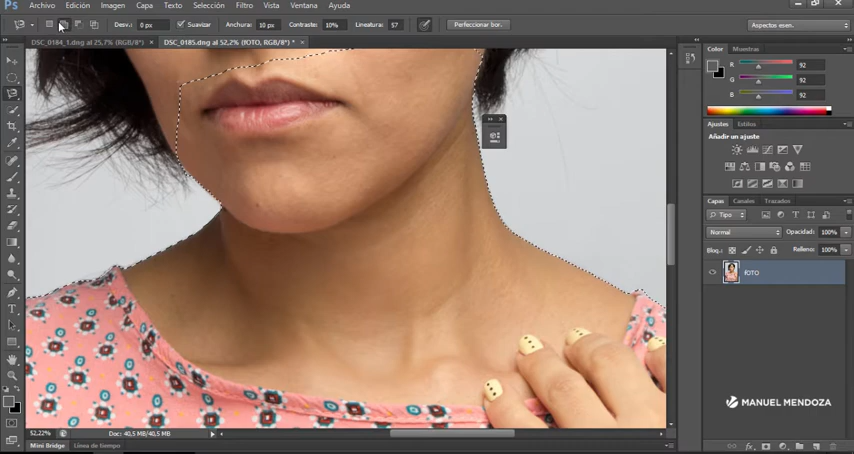 Ps Archivo Edición Imagen Capa Texto Selección Filtro Vista Ventana Ayuda
Desv.: 0 px Suavizar Anchura: 10 px Contraste: 10% Lineatura: 57 Perfeccionar bor. Aspectos esen.
DSC_0184_1.dng al 25,7% (RGB/8*) × DSC_0185.dng al 52,2% (fOTO, RGB/8*) * ×
Color Muestras
R 92
G 92
B 92
Ajustes Estilos
Añadir un ajuste
Capas Canales Trazados
Tipo
Normal Opacidad: 100%
Bloq.: Relleno: 100%
fOTO
MANUEL MENDOZA
52,22% Doc: 40,5 MB/40,5 MB
Mini Bridge Línea de tiempo